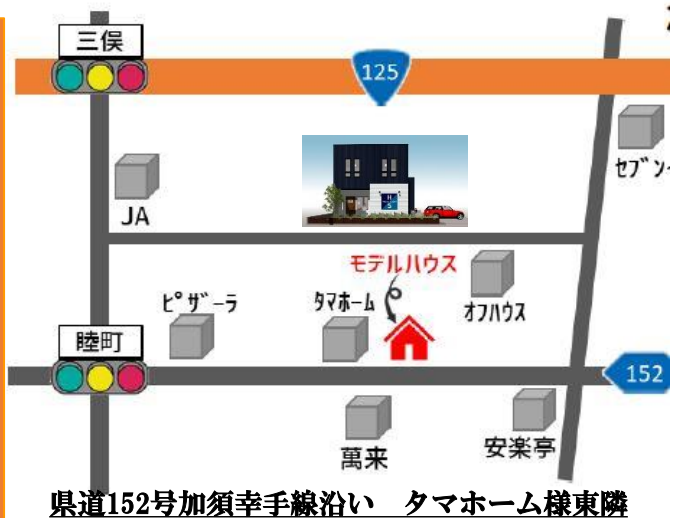 三俣
125
セブン-
JA
モデルハウス
オフハウス
ピザーラ
タマホーム
睦町
152
萬来
安楽亭
県道152号加須幸手線沿い　タマホーム様東隣